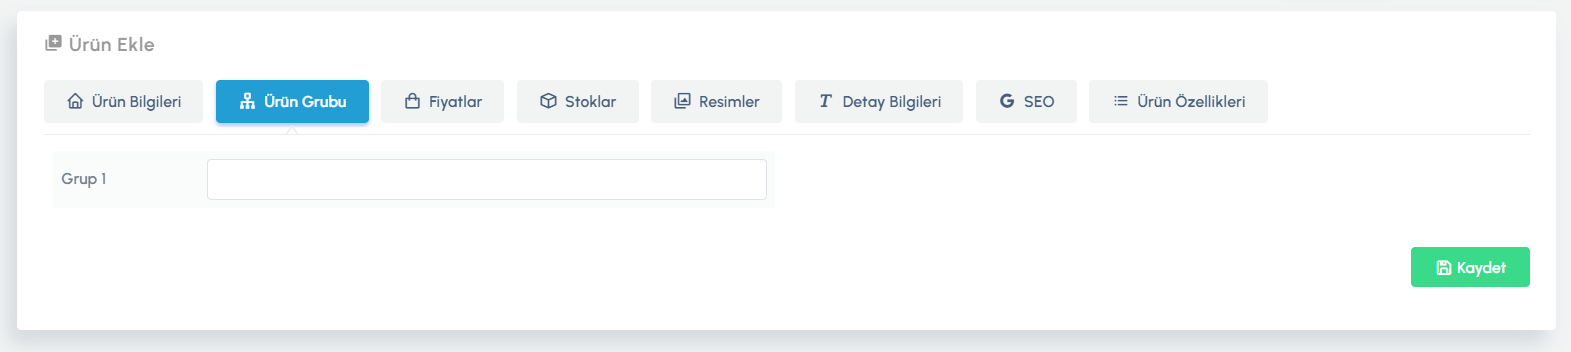 Ürün Ekle
Ürün Bilgileri Ürün Grubu Fiyatlar Stoklar Resimler Detay Bilgileri SEO Ürün Özellikleri
Grup 1
Kaydet